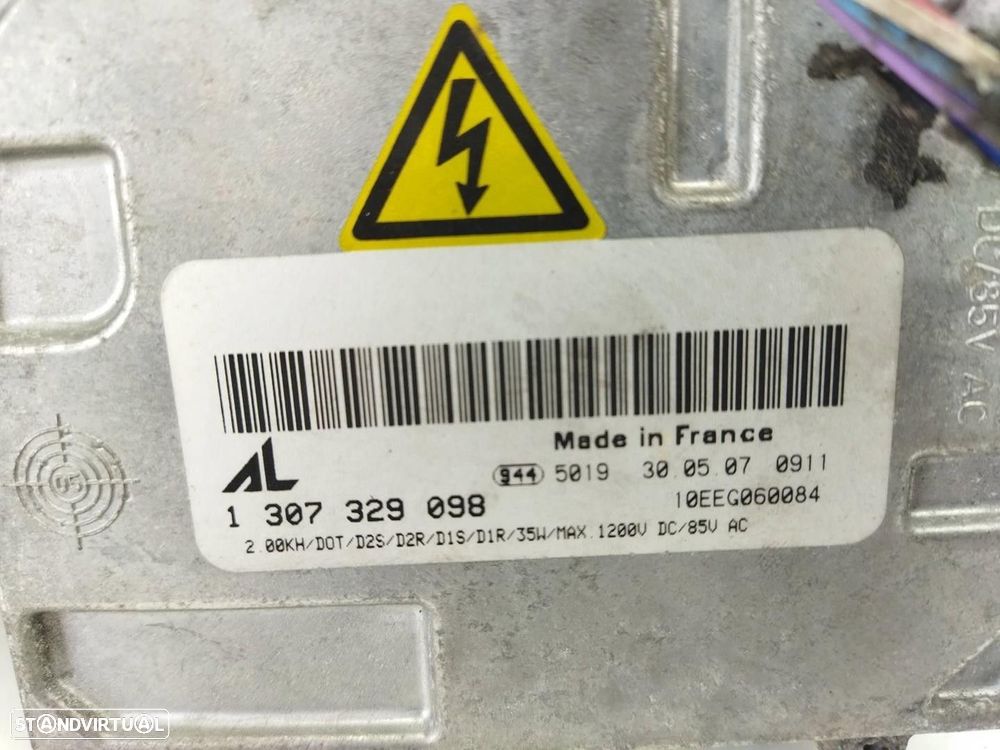 DC/85V AC
AL
Made in France
944 5019 30.05.07 0911
1 307 329 098
10EEG060084
2.00KH/DOT/D2S/D2R/D1S/D1R/35W/MAX.1200V DC/85V AC
05
STANDVIRTUAL